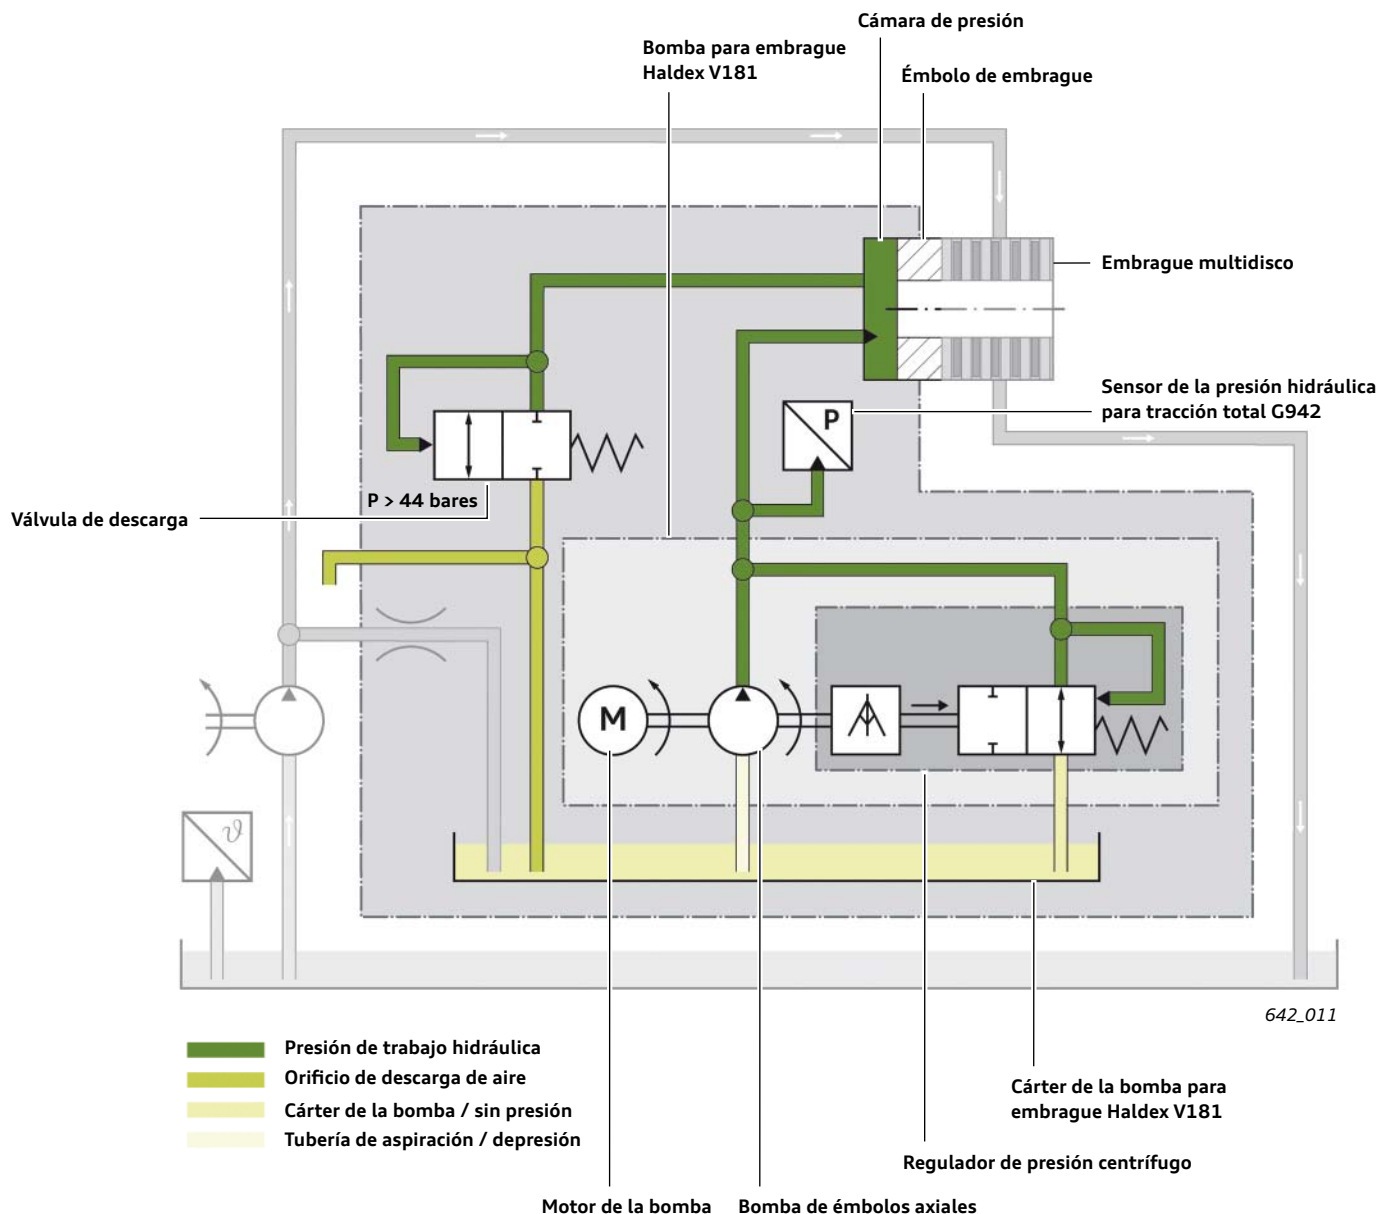 Cámara de presión
Bomba para embrague
Haldex V181
Émbolo de embrague
Embrague multidisco
Sensor de la presión hidráulica
para tracción total G942
P
P > 44 bares
Válvula de descarga
M
ϑ
642_011
Presión de trabajo hidráulica
Orificio de descarga de aire
Cárter de la bomba / sin presión
Tubería de aspiración / depresión
Cárter de la bomba para
embrague Haldex V181
Regulador de presión centrífugo
Motor de la bomba
Bomba de émbolos axiales